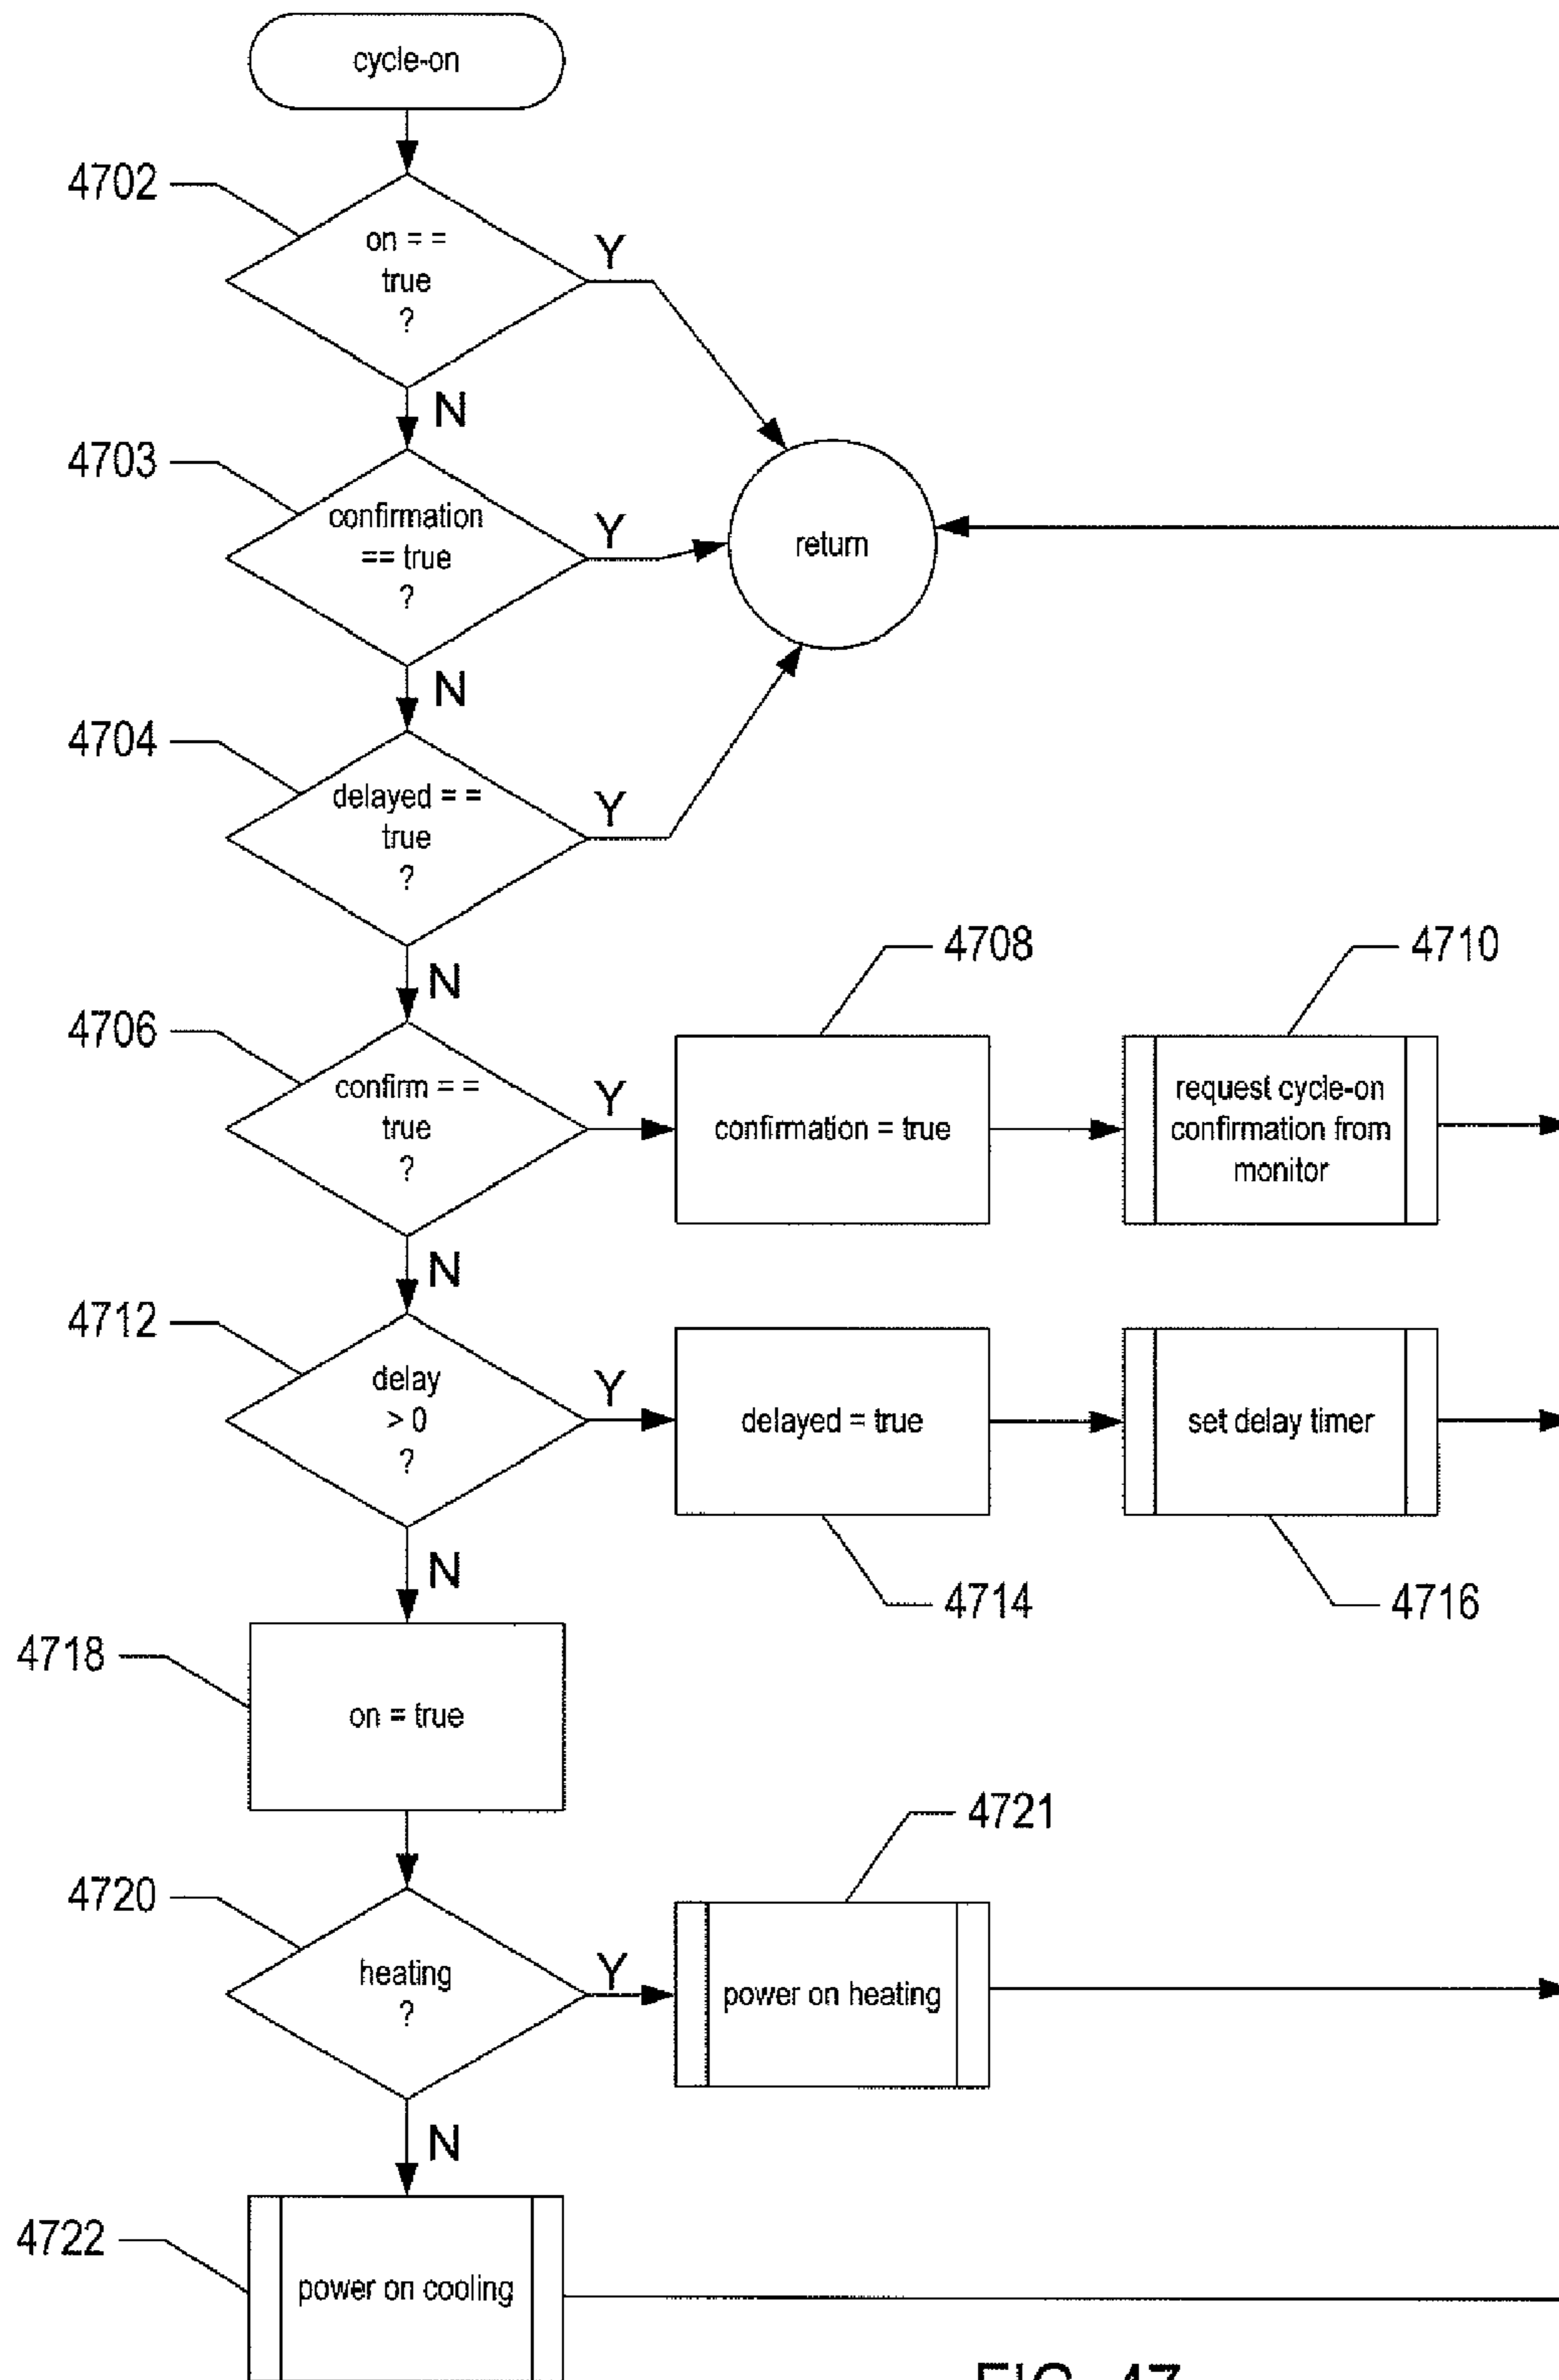 cycle-on
4702
on = =
true
?
Y
N
4703
confirmation
== true
?
Y
return
N
4704
delayed = =
true
?
Y
N
4708
4710
4706
confirm = =
true
?
Y
confirmation = true
request cycle-on
confirmation from
monitor
N
4712
delay
> 0
?
Y
delayed = true
set delay timer
N
4714
4716
4718
on = true
4721
4720
heating
?
Y
power on heating
N
4722
power on cooling
FIG. 47